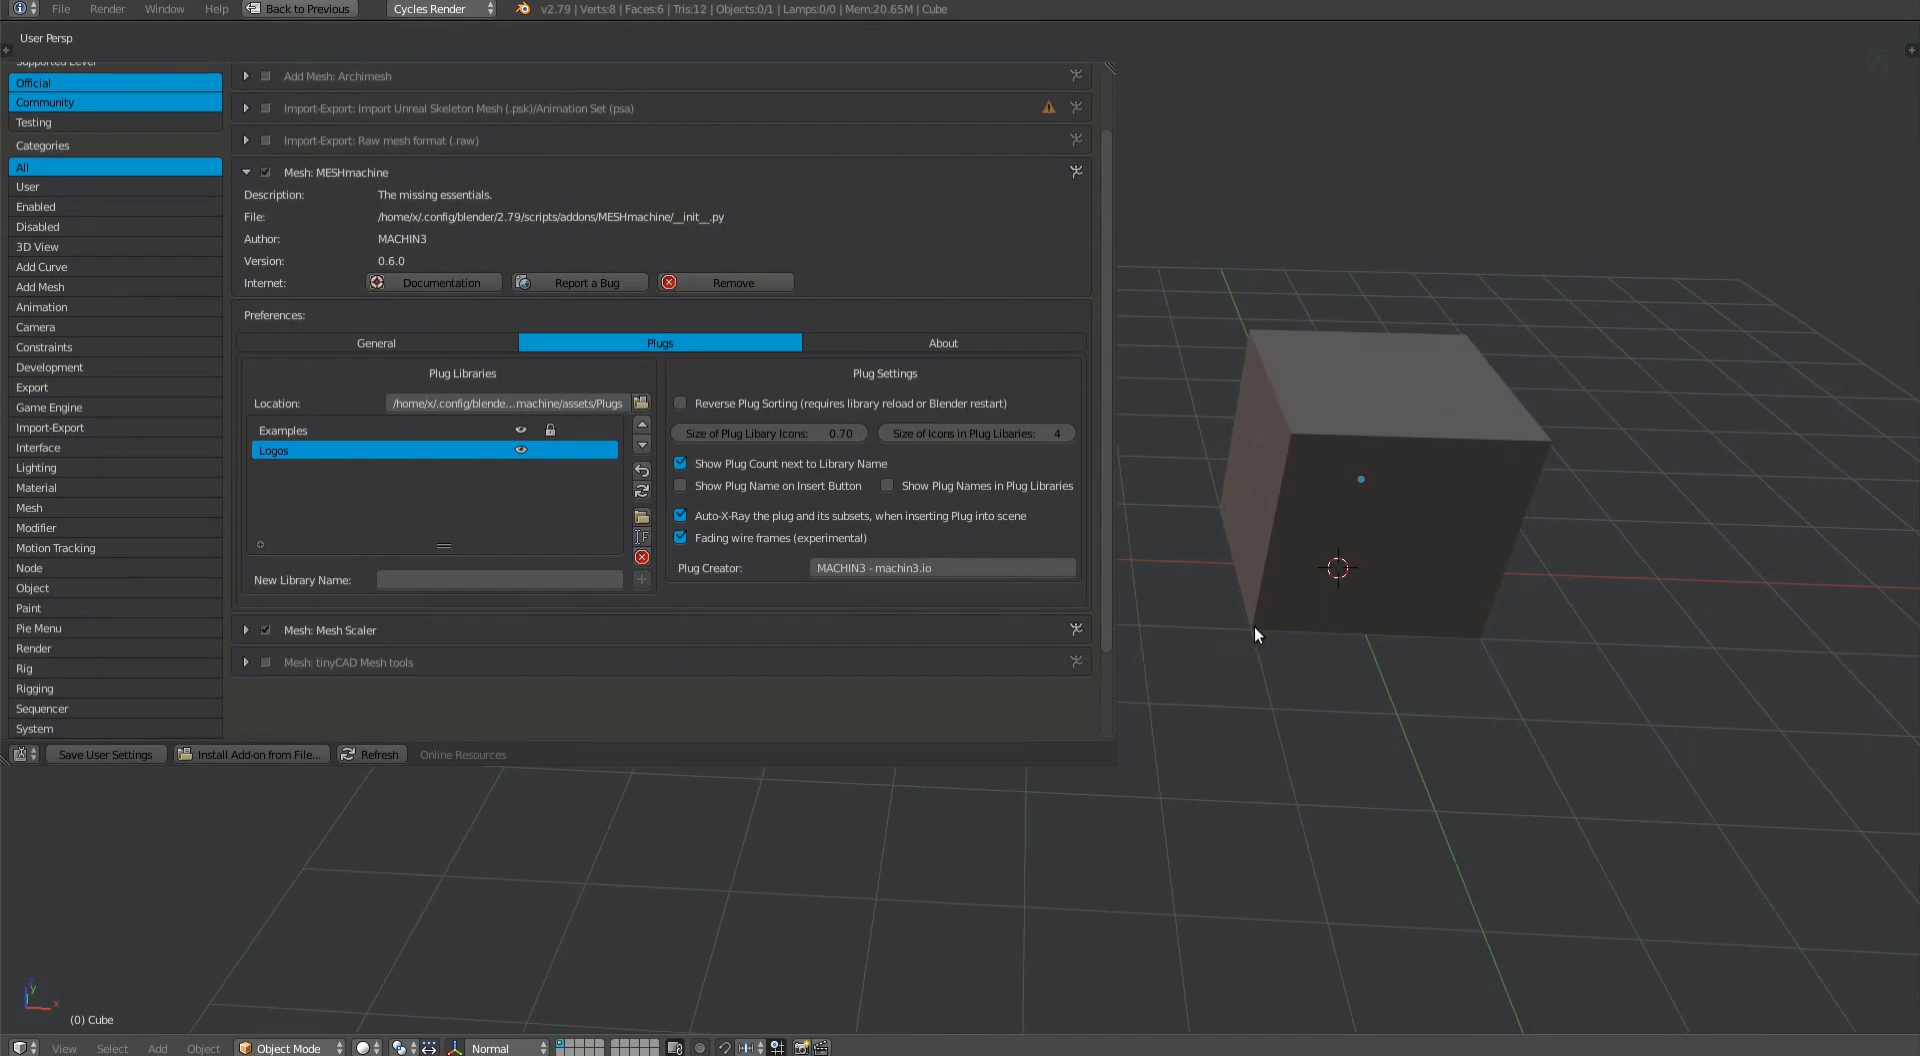 File Render Window Help Back to Previous Cycles Render v2.79 | Verts:8 | Faces:6 | Tris:12 | Objects:0/1 | Lamps:0/0 | Mem:20.65M | Cube
User Persp
Supported Level
Official
Community
Testing
Categories
All
User
Enabled
Disabled
3D View
Add Curve
Add Mesh
Animation
Camera
Constraints
Development
Export
Game Engine
Import-Export
Interface
Lighting
Material
Mesh
Modifier
Motion Tracking
Node
Object
Paint
Pie Menu
Render
Rig
Rigging
Sequencer
System
Add Mesh: Archimesh
Import-Export: Import Unreal Skeleton Mesh (.psk)/Animation Set (psa)
Import-Export: Raw mesh format (.raw)
Mesh: MESHmachine
Description: The missing essentials.
File: /home/x/.config/blender/2.79/scripts/addons/MESHmachine/__init__.py
Author: MACHIN3
Version: 0.6.0
Internet: Documentation Report a Bug Remove
Preferences:
General Plugs About
Plug Libraries
Location: /home/x/.config/blende...machine/assets/Plugs
Examples
Logos
New Library Name:
Plug Settings
Reverse Plug Sorting (requires library reload or Blender restart)
Size of Plug Libary Icons: 0.70 Size of Icons in Plug Libaries: 4
Show Plug Count next to Library Name
Show Plug Name on Insert Button Show Plug Names in Plug Libraries
Auto-X-Ray the plug and its subsets, when inserting Plug into scene
Fading wire frames (experimental)
Plug Creator: MACHIN3 - machin3.io
Mesh: Mesh Scaler
Mesh: tinyCAD Mesh tools
Save User Settings Install Add-on from File... Refresh Online Resources
z
y
x
(0) Cube
View Select Add Object Object Mode Normal